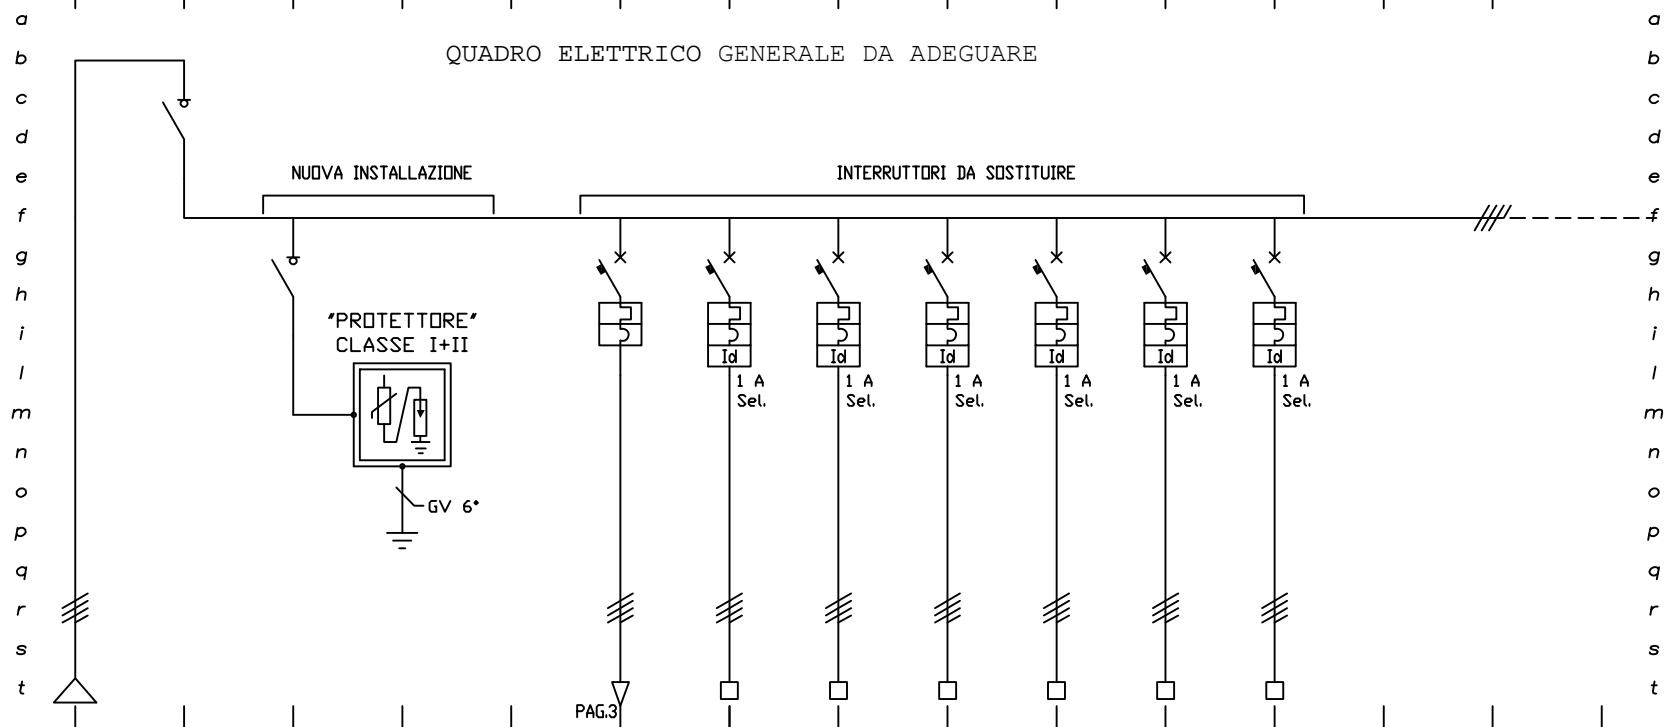 a a
b QUADRO ELETTRICO GENERALE DA ADEGUARE b
c c
d d
NUOVA INSTALLAZIONE INTERRUTTORI DA SOSTITUIRE
e e
f f
g g
h h
"PROTETTORE"
i i
CLASSE I+II
Id Id Id Id Id Id
l l
1 A 1 A 1 A 1 A 1 A 1 A
Sel. Sel. Sel. Sel. Sel. Sel.
m m
n n
o o
GV 6°
p p
q q
r r
s s
t t
PAG.3